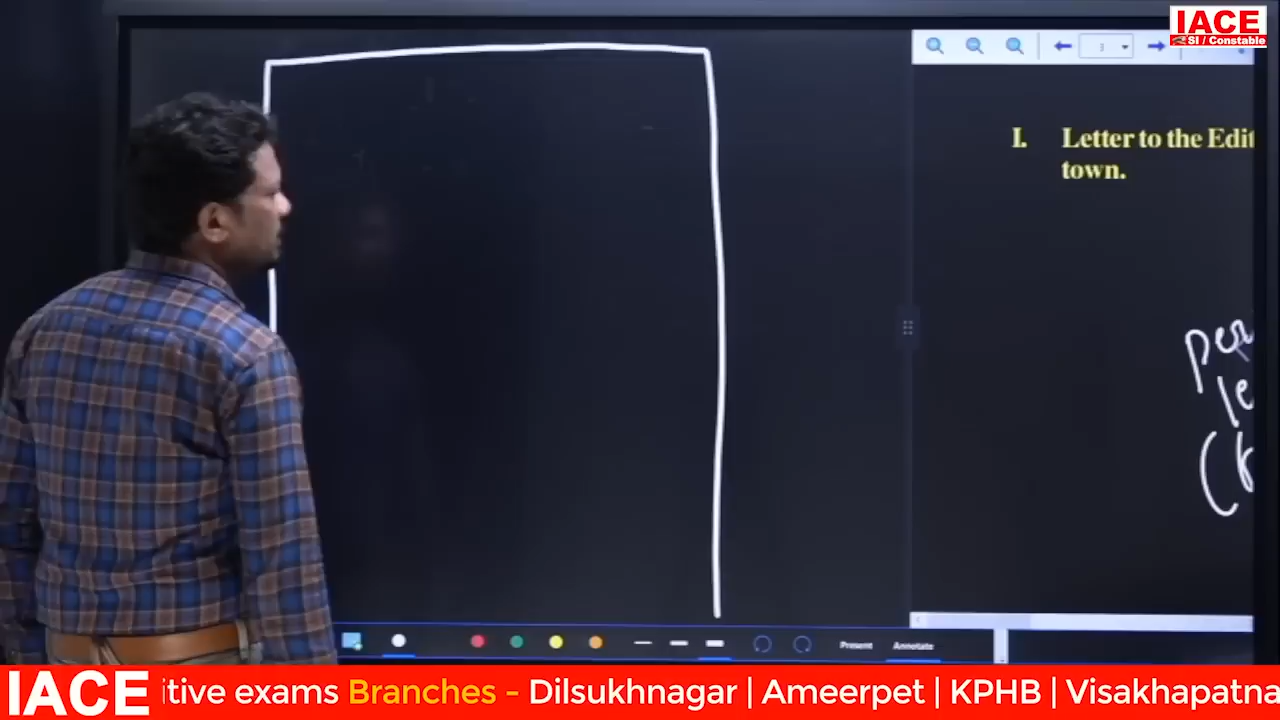 IACE
SI / Constable
I. Letter to the Edit
town.
Present Annotate
IACE itive exams Branches - Dilsukhnagar | Ameerpet | KPHB | Visakhapatna